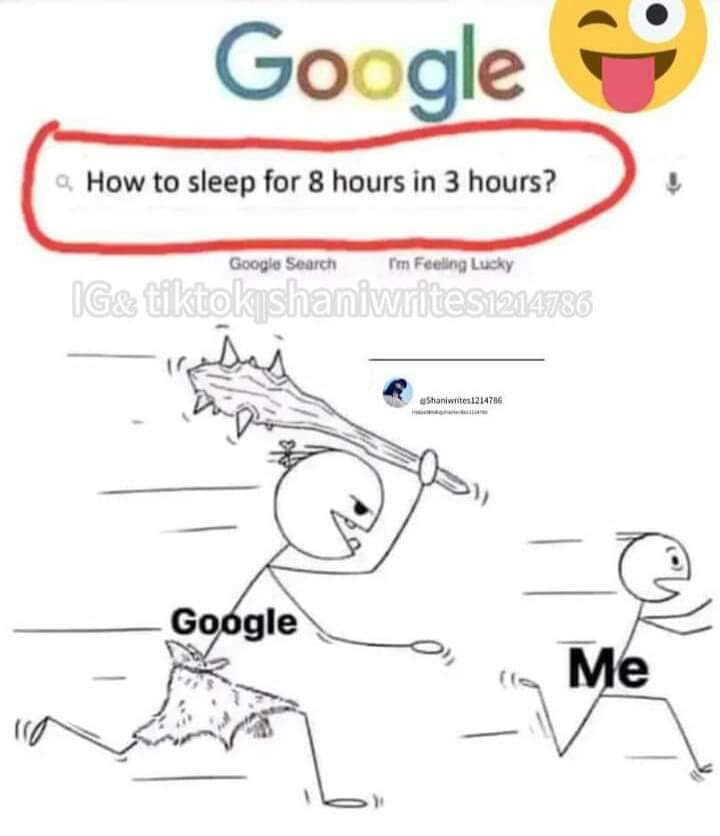 Google
How to sleep for 8 hours in 3 hours?
Google Search I'm Feeling Lucky
IG& tiktok||shaniwrites1214786
@Shaniwrites1214786
Google
Me